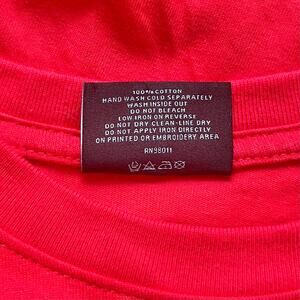 100% COTTON
HAND WASH COLD SEPARATELY
WASH INSIDE OUT
DO NOT BLEACH
LOW IRON ON REVERSE
DO NOT DRY CLEAN-LINE DRY
DO NOT APPLY IRON DIRECTLY
ON PRINTED OR EMBROIDERY AREA
RN98011